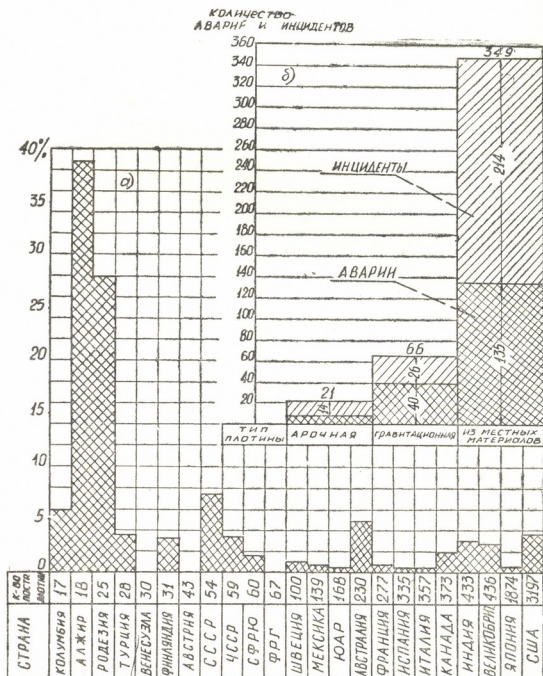 КОЛИЧЕСТВО
АВАРИЙ И ИНЦИДЕНТОВ
360
340
320
300
280
260
240
220
200
180
160
140
120
100
80
60
40
20
б)
349
214
ИНЦИДЕНТЫ
АВАРИИ
135
66
26
40
21
14
ТИП ПЛОТИНЫ
АРОЧНАЯ
ГРАВИТАЦИОННАЯ
ИЗ МЕСТНЫХ МАТЕРИАЛОВ
40%
35
30
25
20
15
10
5
0
а)
К-ВО ПОСТР. ПЛОТИН
17 18 25 28 30 31 43 54 59 60 67 100 139 168 230 277 335 357 373 433 436 1874 3197
СТРАНА
КОЛУМБИЯ
АЛЖИР
РОДЕЗИЯ
ТУРЦИЯ
ВЕНЕСУЭЛА
ФИНЛЯНДИЯ
АВСТРИЯ
СССР
ЧССР
СФРЮ
ФРГ
ШВЕЦИЯ
МЕКСИКА
ЮАР
АВСТРАЛИЯ
ФРАНЦИЯ
ИСПАНИЯ
ИТАЛИЯ
КАНАДА
ИНДИЯ
ВЕЛИКОБРИТ.
ЯПОНИЯ
США